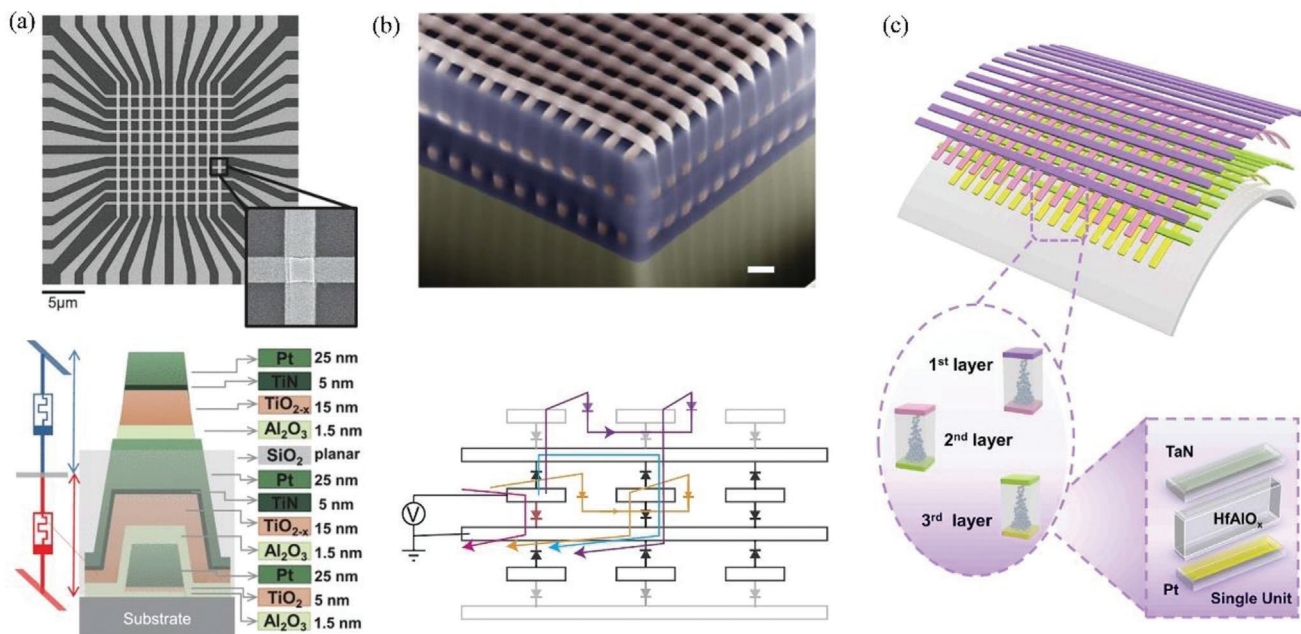 (a)
(b)
(c)
5µm
Pt 25 nm
TiN 5 nm
TiO2-x 15 nm
Al2O3 1.5 nm
SiO2 planar
Pt 25 nm
TiN 5 nm
TiO2-x 15 nm
Al2O3 1.5 nm
Pt 25 nm
TiO2 5 nm
Al2O3 1.5 nm
Substrate
V
1st layer
2nd layer
3rd layer
TaN
HfAlOx
Pt
Single Unit